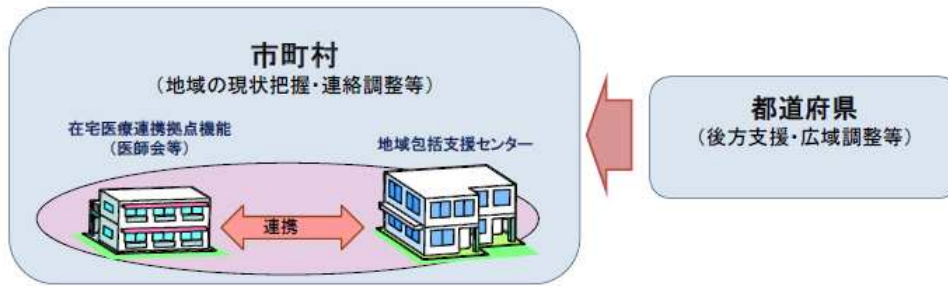 市町村
（地域の現状把握・連絡調整等）
在宅医療連携拠点機能
（医師会等）
地域包括支援センター
連携
都道府県
（後方支援・広域調整等）